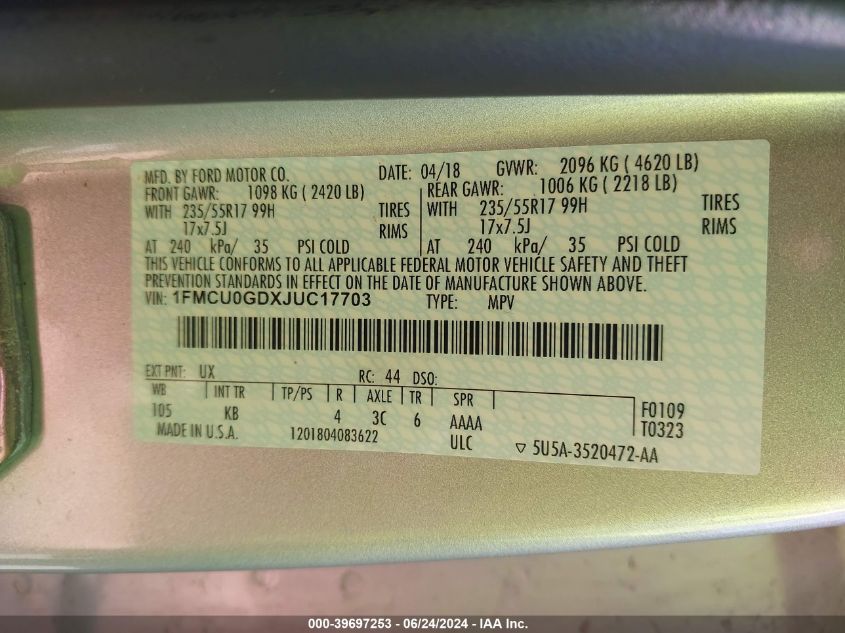 MFD. BY FORD MOTOR CO. DATE: 04/18 GVWR: 2096 KG ( 4620 LB)
FRONT GAWR: 1098 KG ( 2420 LB) REAR GAWR: 1006 KG ( 2218 LB)
WITH 235/55R17 99H TIRES WITH 235/55R17 99H TIRES
17x7.5J RIMS 17x7.5J RIMS
AT 240 kPa/ 35 PSI COLD AT 240 kPa/ 35 PSI COLD
THIS VEHICLE CONFORMS TO ALL APPLICABLE FEDERAL MOTOR VEHICLE SAFETY AND THEFT
PREVENTION STANDARDS IN EFFECT ON THE DATE OF MANUFACTURE SHOWN ABOVE.
VIN: 1FMCU0GDXJUC17703 TYPE: MPV
EXT PNT: UX RC: 44 DSO:
WB INT TR TP/PS R AXLE TR SPR
105 KB 4 3C 6 AAAA F0109
ULC T0323
MADE IN U.S.A. 1201804083622 5U5A-3520472-AA
000-39697253 - 06/24/2024 - IAA Inc.